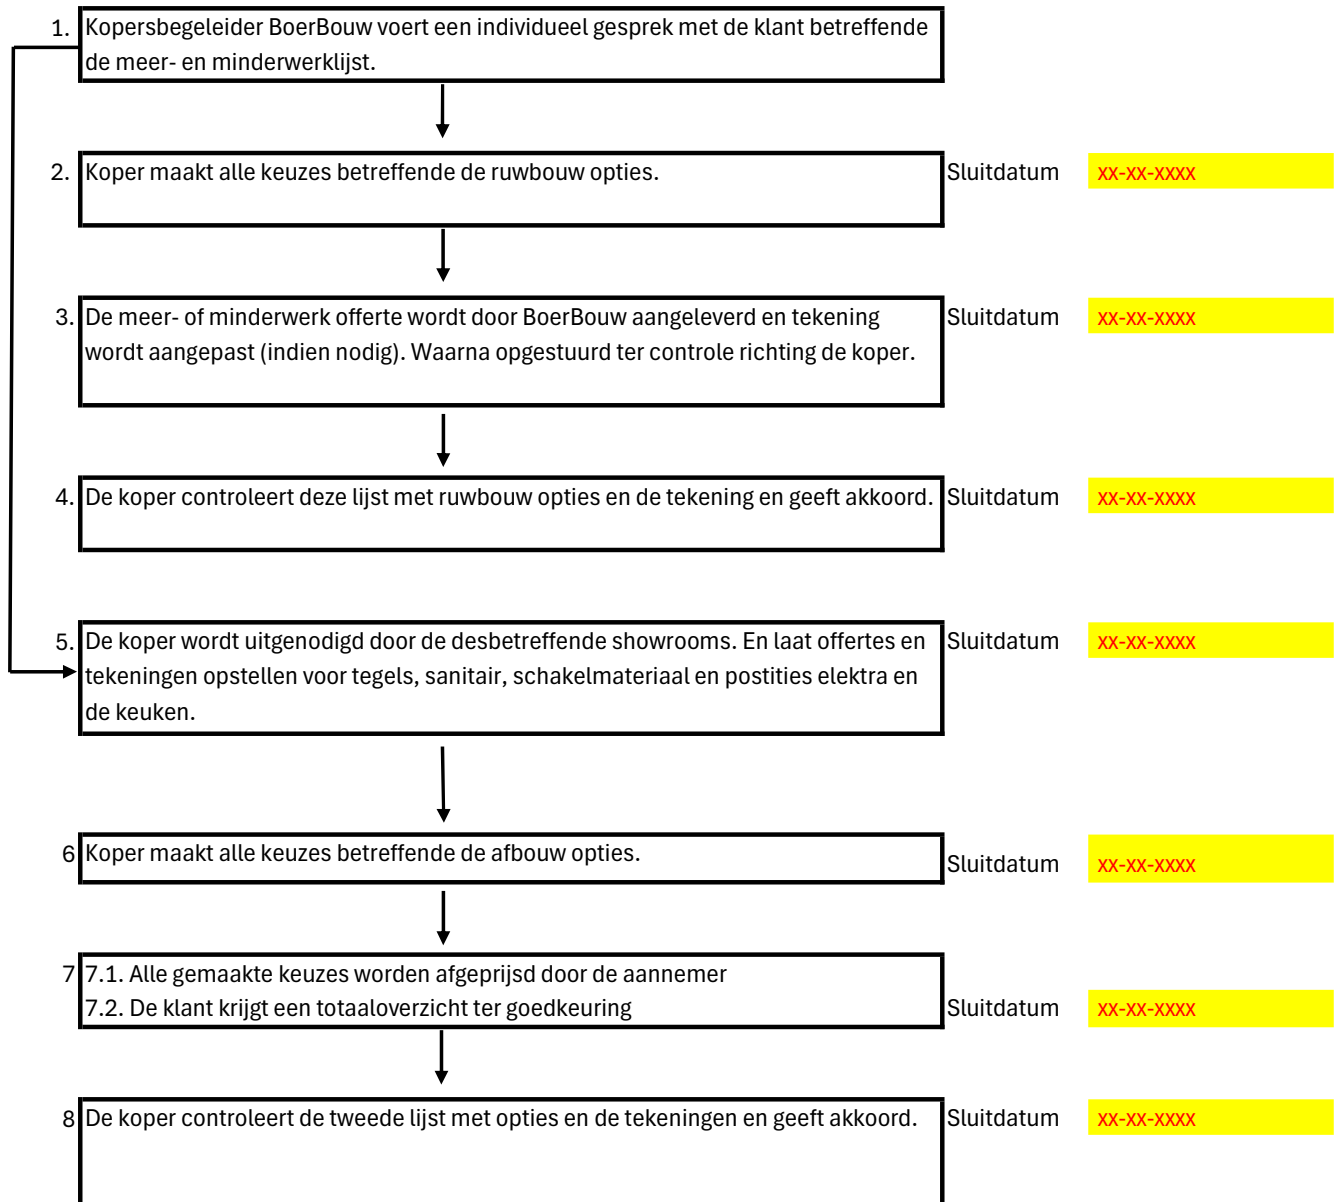 1. Kopersbegeleider BoerBouw voert een individueel gesprek met de klant betreffende
de meer- en minderwerklijst.
2. Koper maakt alle keuzes betreffende de ruwbouw opties. Sluitdatum xx-xx-xxxx
3. De meer- of minderwerk offerte wordt door BoerBouw aangeleverd en tekening Sluitdatum xx-xx-xxxx
wordt aangepast (indien nodig). Waarna opgestuurd ter controle richting de koper.
4. De koper controleert deze lijst met ruwbouw opties en de tekening en geeft akkoord. Sluitdatum xx-xx-xxxx
5. De koper wordt uitgenodigd door de desbetreffende showrooms. En laat offertes en Sluitdatum xx-xx-xxxx
tekeningen opstellen voor tegels, sanitair, schakelmateriaal en postities elektra en
de keuken.
6 Koper maakt alle keuzes betreffende de afbouw opties. Sluitdatum xx-xx-xxxx
7 7.1. Alle gemaakte keuzes worden afgeprijsd door de aannemer
7.2. De klant krijgt een totaaloverzicht ter goedkeuring Sluitdatum xx-xx-xxxx
8 De koper controleert de tweede lijst met opties en de tekeningen en geeft akkoord. Sluitdatum xx-xx-xxxx